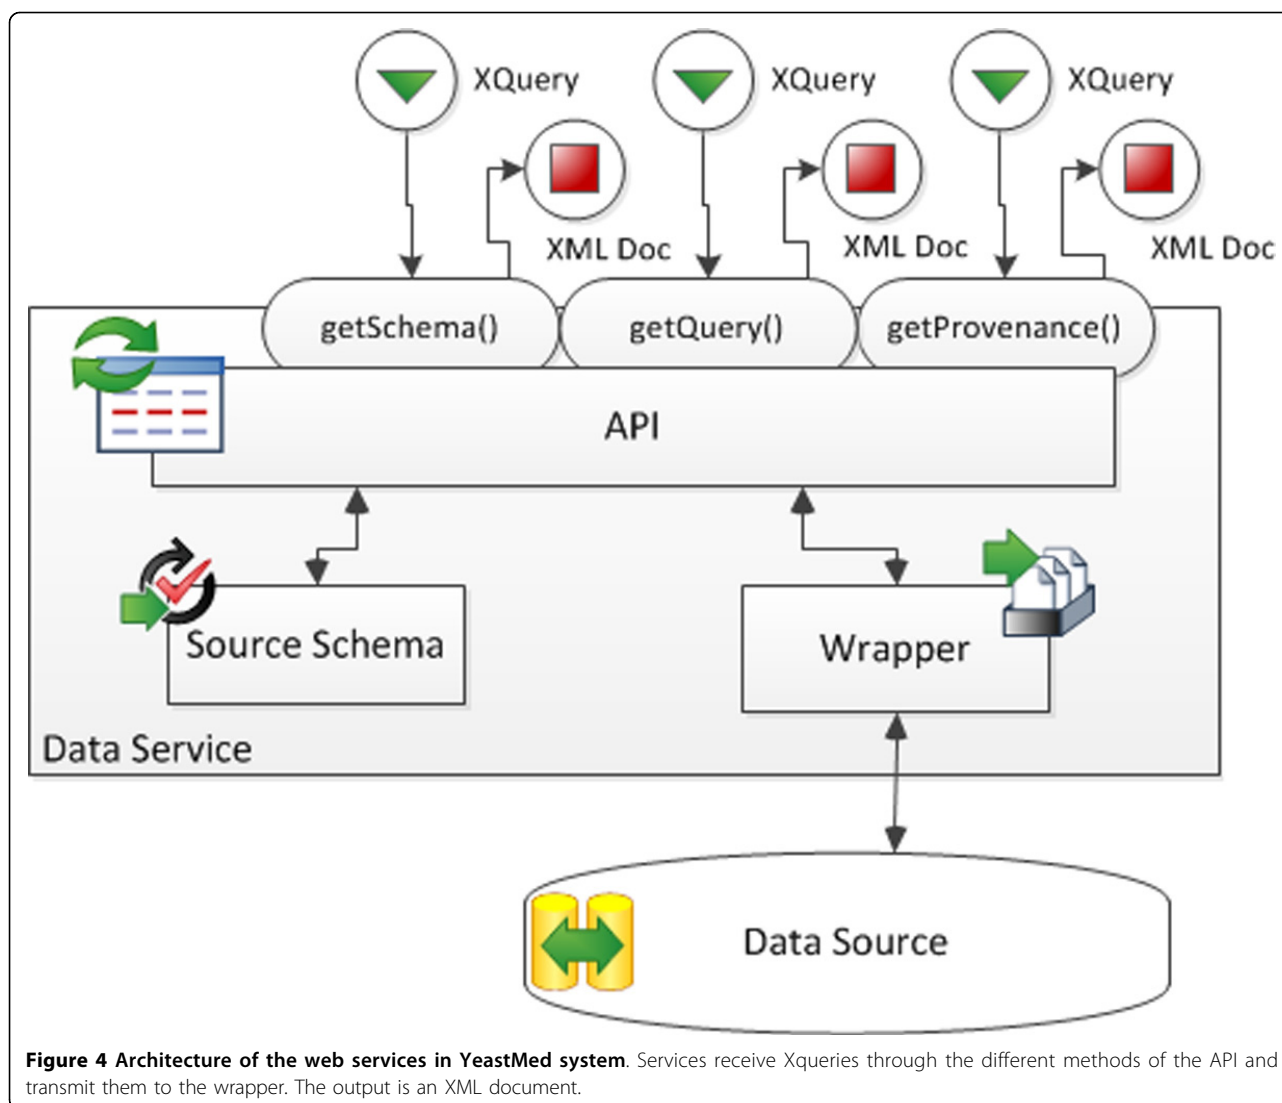 XQuery
XQuery
XQuery
XML Doc
XML Doc
XML Doc
getSchema()
getQuery()
getProvenance()
API
Source Schema
Wrapper
Data Service
Data Source
Figure 4 Architecture of the web services in YeastMed system. Services receive Xqueries through the different methods of the API and
transmit them to the wrapper. The output is an XML document.